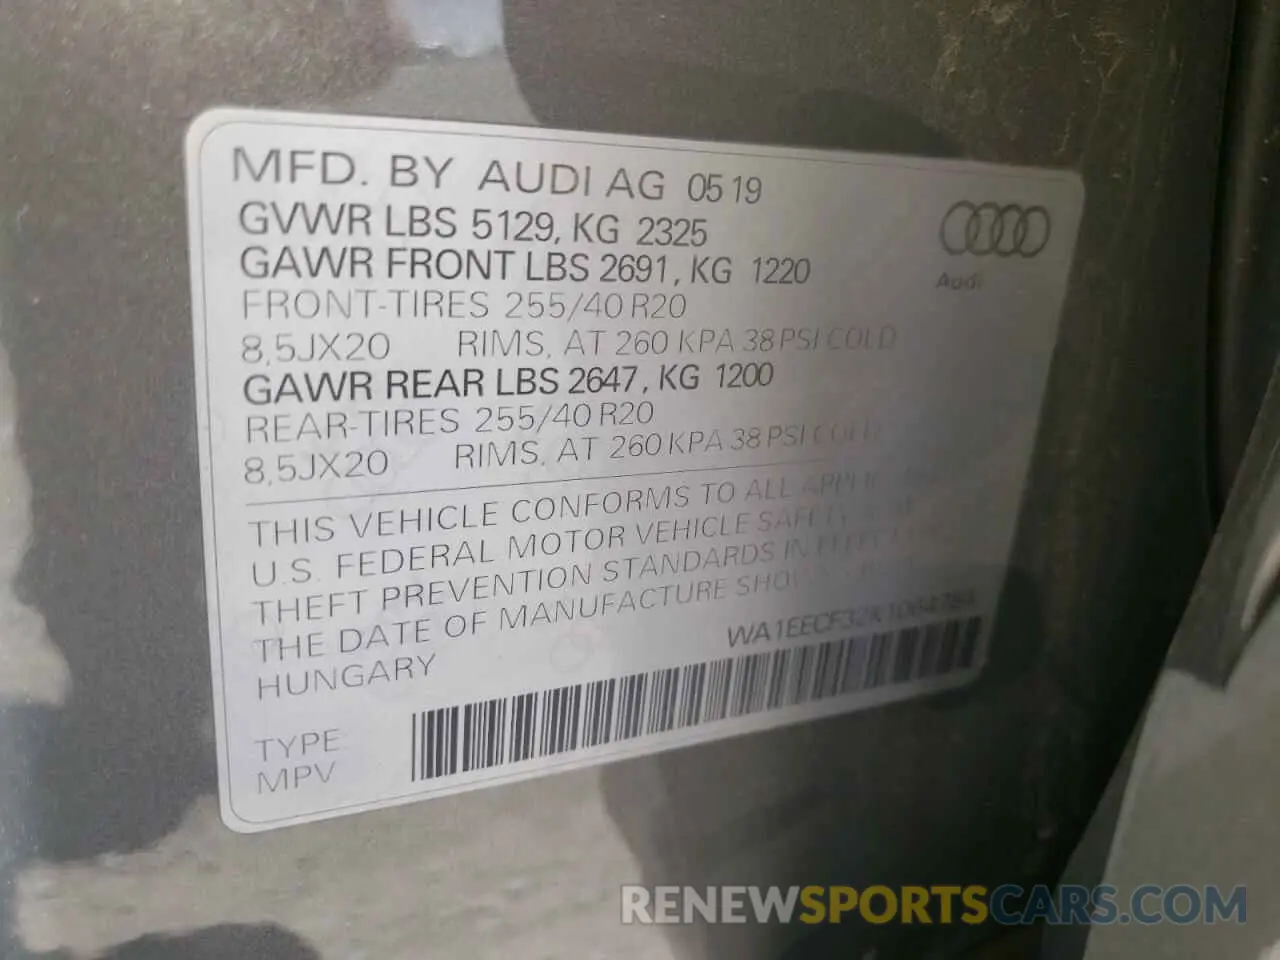 MFD. BY AUDI AG 05 19
GVWR LBS 5129, KG 2325
GAWR FRONT LBS 2691, KG 1220
Audi
FRONT-TIRES 255/40 R20
8,5JX20 RIMS, AT 260 KPA 38 PSI COLD
GAWR REAR LBS 2647, KG 1200
REAR-TIRES 255/40 R20
8,5JX20 RIMS, AT 260 KPA 38 PSI COLD
THIS VEHICLE CONFORMS TO ALL
U.S. FEDERAL MOTOR VEHICLE SAFETY
THEFT PREVENTION STANDARDS IN EFFECT
THE DATE OF MANUFACTURE
HUNGARY
TYPE
MPV
RENEWSPORTSCARS.COM